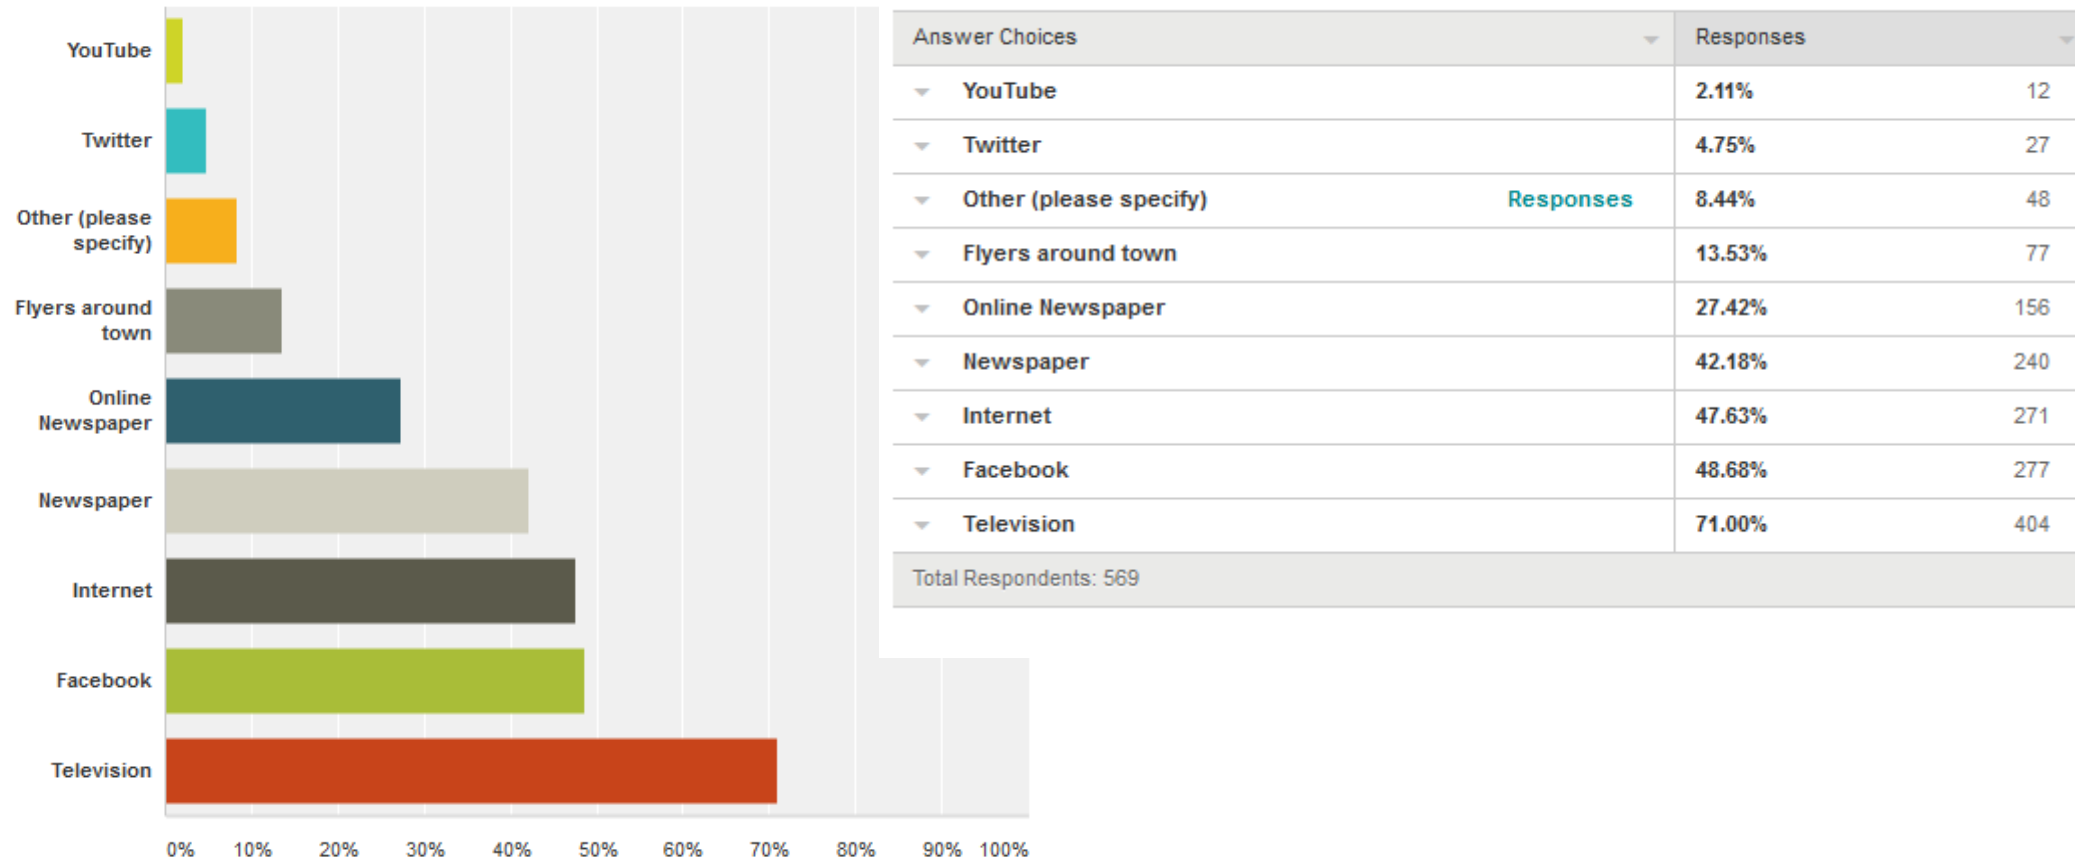 YouTube
Twitter
Other (please
specify)
Flyers around
town
Online
Newspaper
Newspaper
Internet
Facebook
Television
0% 10% 20% 30% 40% 50% 60% 70% 80% 90% 100%
Answer Choices Responses
YouTube 2.11% 12
Twitter 4.75% 27
Other (please specify) Responses 8.44% 48
Flyers around town 13.53% 77
Online Newspaper 27.42% 156
Newspaper 42.18% 240
Internet 47.63% 271
Facebook 48.68% 277
Television 71.00% 404
Total Respondents: 569